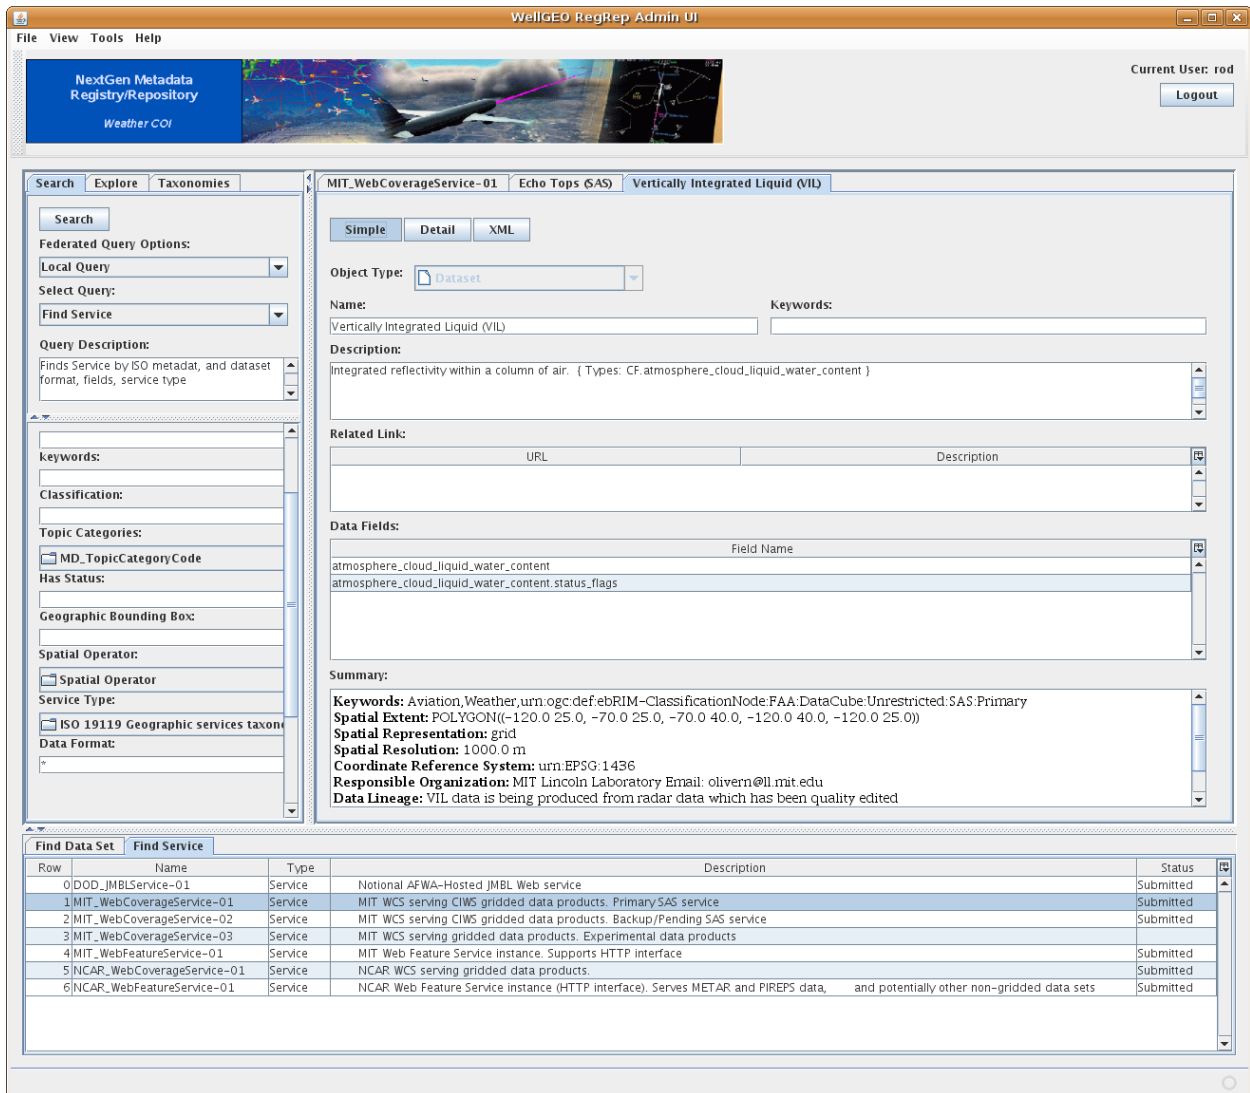 WellGEO RegRep Admin UI
File View Tools Help
NextGen Metadata
Registry/Repository
Weather COI
Current User: rod
Logout
Search Explore Taxonomies
Search
Federated Query Options:
Local Query
Select Query:
Find Service
Query Description:
Finds Service by ISO metadat, and dataset
format, fields, service type
keywords:
Classification:
Topic Categories:
MD_TopicCategoryCode
Has Status:
Geographic Bounding Box:
Spatial Operator:
Spatial Operator
Service Type:
ISO 19119 Geographic services taxon
Data Format:
*
MIT_WebCoverageService-01 Echo Tops (SAS) Vertically Integrated Liquid (VIL)
Simple Detail XML
Object Type: Dataset
Name: Keywords:
Vertically Integrated Liquid (VIL)
Description:
Integrated reflectivity within a column of air. { Types: CF.atmosphere_cloud_liquid_water_content }
Related Link:
URL Description
Data Fields:
Field Name
atmosphere_cloud_liquid_water_content
atmosphere_cloud_liquid_water_content.status_flags
Summary:
Keywords: Aviation,Weather,urn:ogc:def:ebRIM-ClassificationNode:FAA:DataCube:Unrestricted:SAS:Primary
Spatial Extent: POLYGON((-120.0 25.0, -70.0 25.0, -70.0 40.0, -120.0 40.0, -120.0 25.0))
Spatial Representation: grid
Spatial Resolution: 1000.0 m
Coordinate Reference System: urn:EPSG:1436
Responsible Organization: MIT Lincoln Laboratory Email: olivern@ll.mit.edu
Data Lineage: VIL data is being produced from radar data which has been quality edited
Find Data Set Find Service
Row Name Type Description Status
0 DOD_JMBLService-01 Service Notional AFWA-Hosted JMBL Web service Submitted
1 MIT_WebCoverageService-01 Service MIT WCS serving CIWS gridded data products. Primary SAS service Submitted
2 MIT_WebCoverageService-02 Service MIT WCS serving CIWS gridded data products. Backup/Pending SAS service Submitted
3 MIT_WebCoverageService-03 Service MIT WCS serving gridded data products. Experimental data products
4 MIT_WebFeatureService-01 Service MIT Web Feature Service instance. Supports HTTP interface Submitted
5 NCAR_WebCoverageService-01 Service NCAR WCS serving gridded data products. Submitted
6 NCAR_WebFeatureService-01 Service NCAR Web Feature Service instance (HTTP interface). Serves METAR and PIREPS data, and potentially other non-gridded data sets Submitted